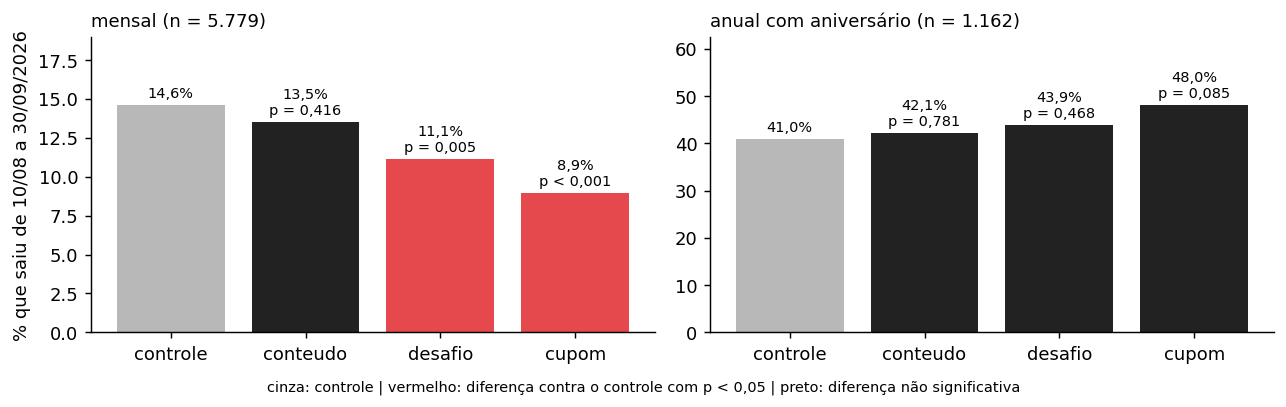 mensal (n = 5.779)
% que saiu de 10/08 a 30/09/2026
17.5
15.0
12.5
10.0
7.5
5.0
2.5
0.0
14,6%
13,5%
p = 0,416
11,1%
p = 0,005
8,9%
p < 0,001
controle
conteudo
desafio
cupom
anual com aniversário (n = 1.162)
60
50
40
30
20
10
0
41,0%
42,1%
p = 0,781
43,9%
p = 0,468
48,0%
p = 0,085
controle
conteudo
desafio
cupom
cinza: controle | vermelho: diferença contra o controle com p < 0,05 | preto: diferença não significativa